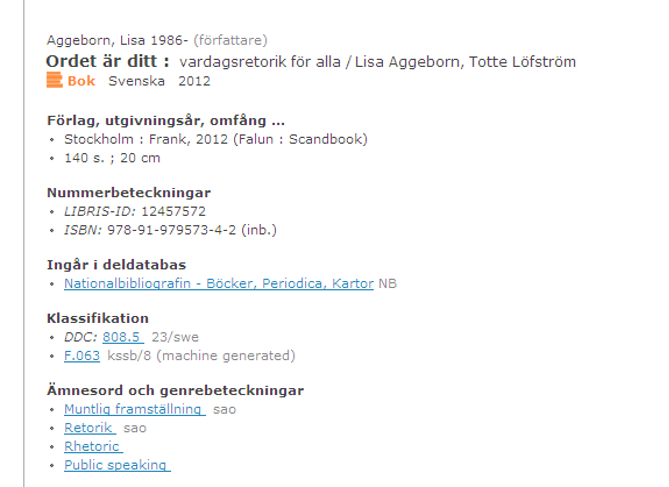 Aggeborn, Lisa 1986- (författare)
Ordet är ditt : vardagsretorik för alla / Lisa Aggeborn, Totte Löfström
Bok Svenska 2012
Förlag, utgivningsår, omfång ...
• Stockholm : Frank, 2012 (Falun : Scandbook)
• 140 s. ; 20 cm
Nummerbeteckningar
• LIBRIS-ID: 12457572
• ISBN: 978-91-979573-4-2 (inb.)
Ingår i deldatabas
• Nationalbibliografin - Böcker, Periodica, Kartor NB
Klassifikation
• DDC: 808.5 23/swe
• F.063 kssb/8 (machine generated)
Ämnesord och genrebeteckningar
• Muntlig framställning sao
• Retorik sao
• Rhetoric
• Public speaking